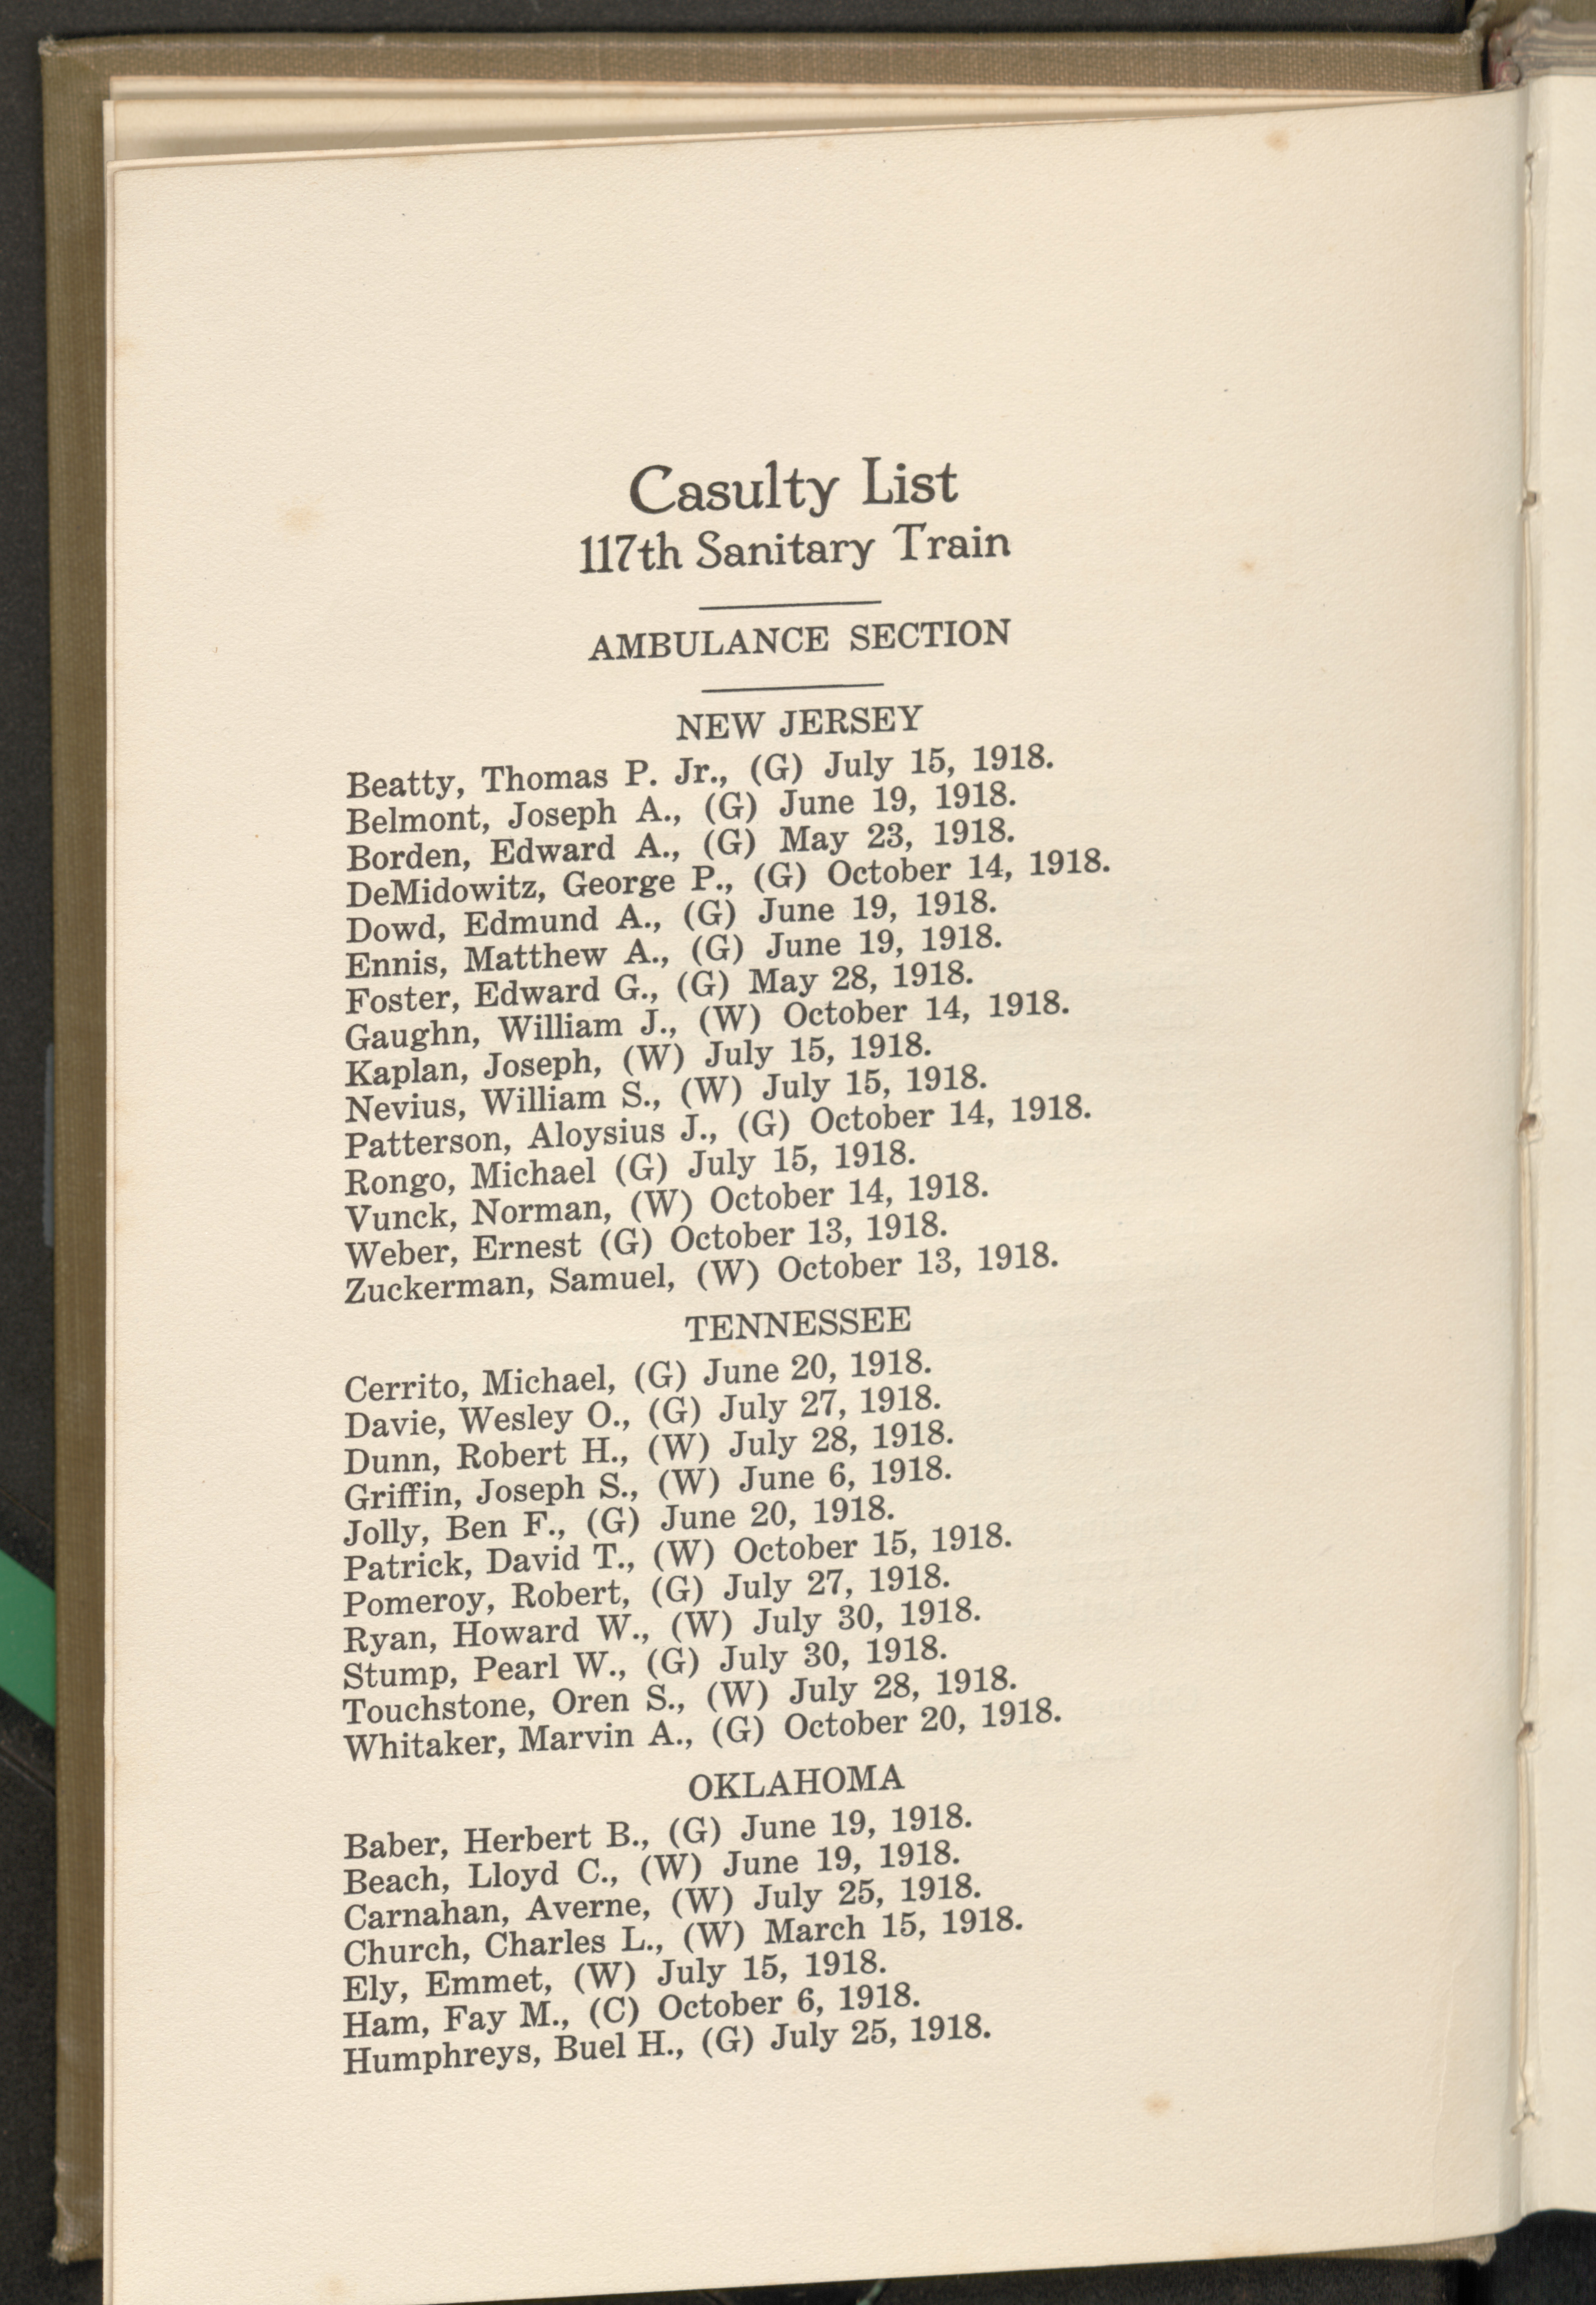 Casulty List
117th Sanitary Train
AMBULANCE SECTION
NEW JERSEY
Beatty, Thomas P. Jr., (G) July 15, 1918.
Belmont, Joseph A., (G) June 19, 1918.
Borden, Edward A., (G) May 23, 1918.
DeMidowitz, George P., (G) October 14, 1918.
Dowd, Edmund A., (G) June 19, 1918.
Ennis, Matthew A., (G) June 19, 1918.
Foster, Edward G., (G) May 28, 1918.
Gaughn, William J., (W) October 14, 1918.
Kaplan, Joseph, (W) July 15, 1918.
Nevius, William S., (W) July 15, 1918.
Patterson, Aloysius J., (G) October 14, 1918.
Rongo, Michael (G) July 15, 1918.
Vunck, Norman, (W) October 14, 1918.
Weber, Ernest (G) October 13, 1918.
Zuckerman, Samuel, (W) October 13, 1918.
TENNESSEE
Cerrito, Michael, (G) June 20, 1918.
Davie, Wesley O., (G) July 27, 1918.
Dunn, Robert H., (W) July 28, 1918.
Griffin, Joseph S., (W) June 6, 1918.
Jolly, Ben F., (G) June 20, 1918.
Patrick, David T., (W) October 15, 1918.
Pomeroy, Robert, (G) July 27, 1918.
Ryan, Howard W., (W) July 30, 1918.
Stump, Pearl W., (G) July 30, 1918.
Touchstone, Oren S., (W) July 28, 1918.
Whitaker, Marvin A., (G) October 20, 1918.
OKLAHOMA
Baber, Herbert B., (G) June 19, 1918.
Beach, Lloyd C., (W) June 19, 1918.
Carnahan, Averne, (W) July 25, 1918.
Church, Charles L., (W) March 15, 1918.
Ely, Emmet, (W) July 15, 1918.
Ham, Fay M., (C) October 6, 1918.
Humphreys, Buel H., (G) July 25, 1918.